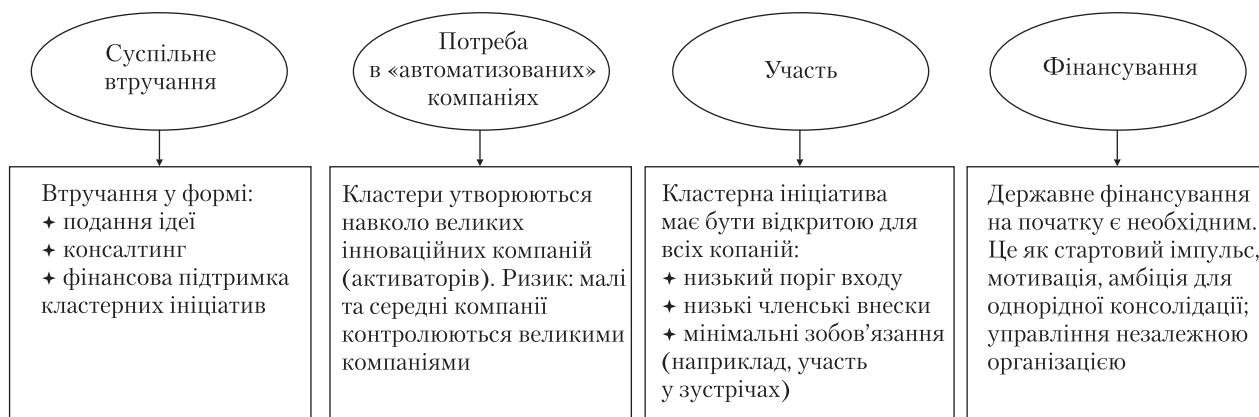 Суспільне
втручання
Потреба
в «автоматизованих»
компаніях
Участь
Фінансування
Втручання у формі:
✦ подання ідеї
✦ консалтинг
✦ фінансова підтримка
кластерних ініціатив
Кластери утворюються
навколо великих
інноваційних компаній
(активаторів). Ризик: малі
та середні компанії
контролюються великими
компаніями
Кластерна ініціатива
має бути відкритою для
всіх копаній:
✦ низький поріг входу
✦ низькі членські внески
✦ мінімальні зобов’язання
(наприклад, участь
у зустрічах)
Державне фінансування
на початку є необхідним.
Це як стартовий імпульс,
мотивація, амбіція для
однорідної консолідації;
управління незалежною
організацією